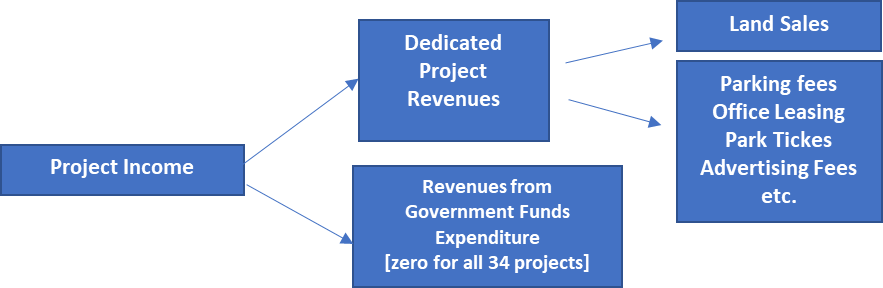 Project Income
Dedicated
Project
Revenues
Revenues from
Government Funds
Expenditure
[zero for all 34 projects]
Land Sales
Parking fees
Office Leasing
Park Tickes
Advertising Fees
etc.